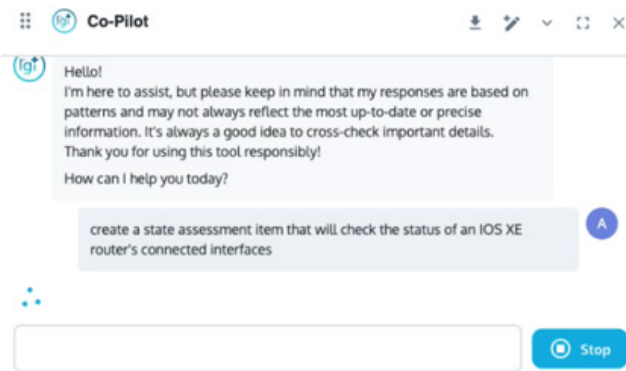 Co-Pilot
Hello!
I'm here to assist, but please keep in mind that my responses are based on
patterns and may not always reflect the most up-to-date or precise
information. It's always a good idea to cross-check important details.
Thank you for using this tool responsibly!
How can I help you today?
A
create a state assessment item that will check the status of an IOS XE
router's connected interfaces
Stop